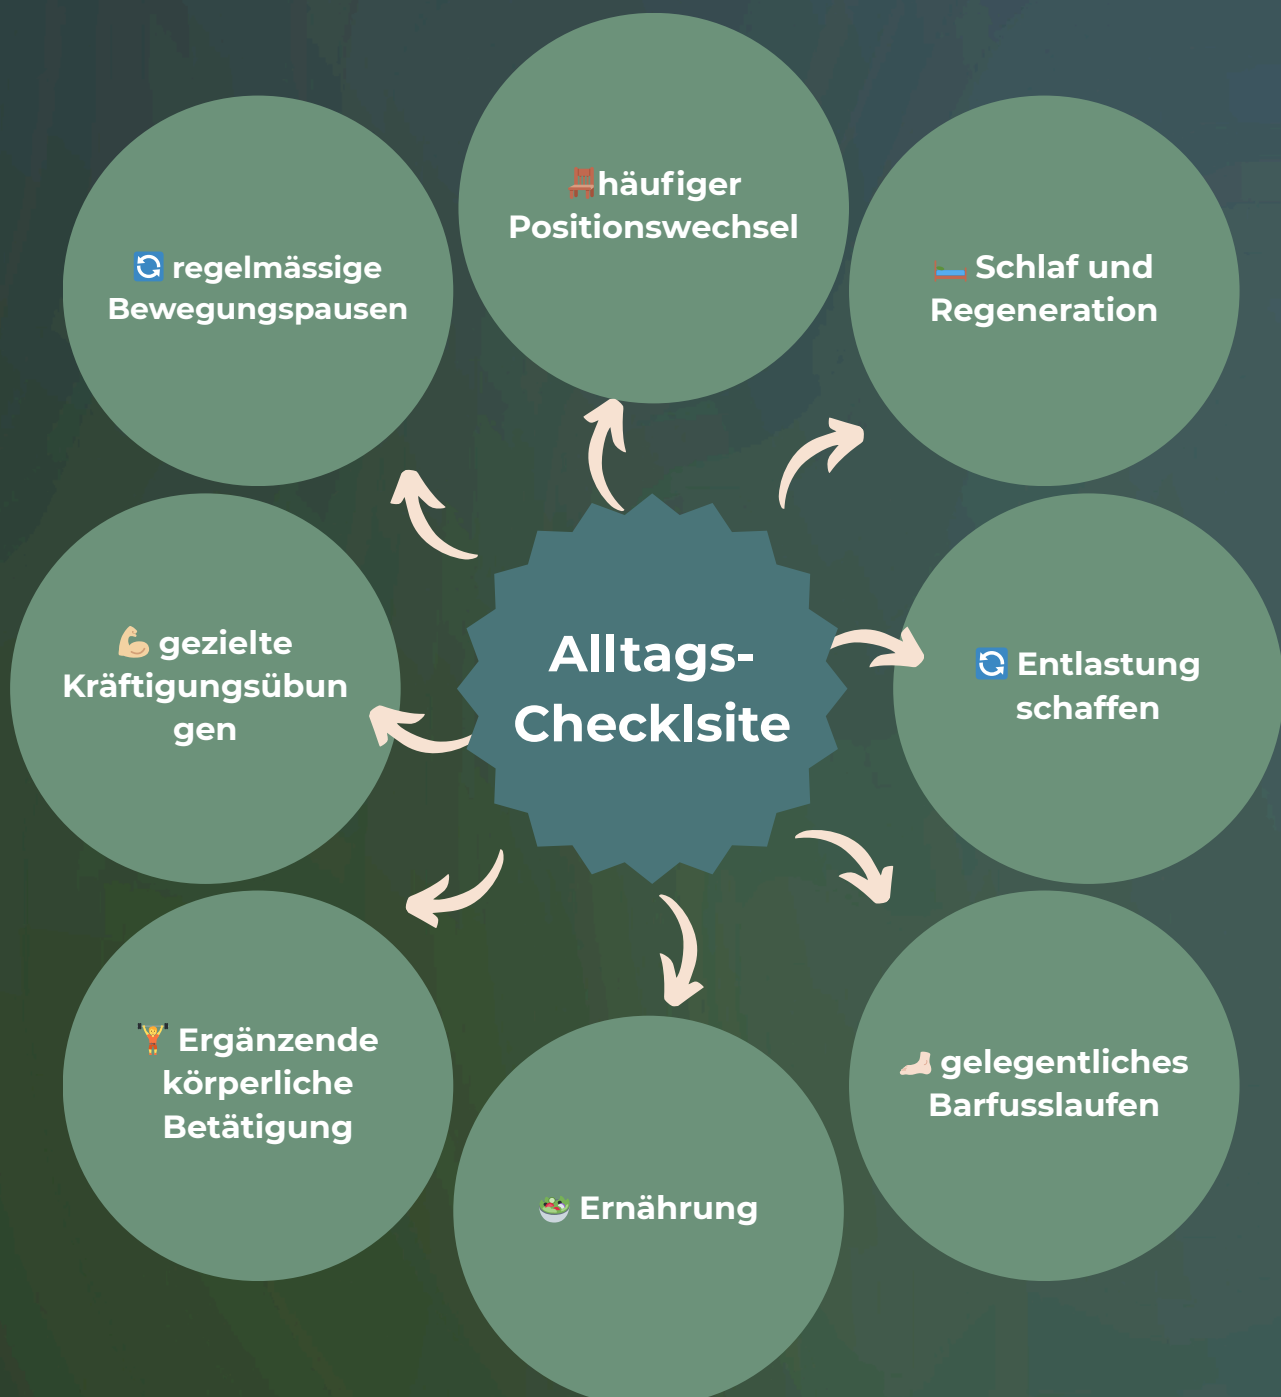 häufiger
Positionswechsel
regelmässige
Bewegungspausen
Schlaf und
Regeneration
gezielte
Kräftigungsübun
gen
Alltags-
Checklsite
Entlastung
schaffen
Ergänzende
körperliche
Betätigung
gelegentliches
Barfusslaufen
Ernährung